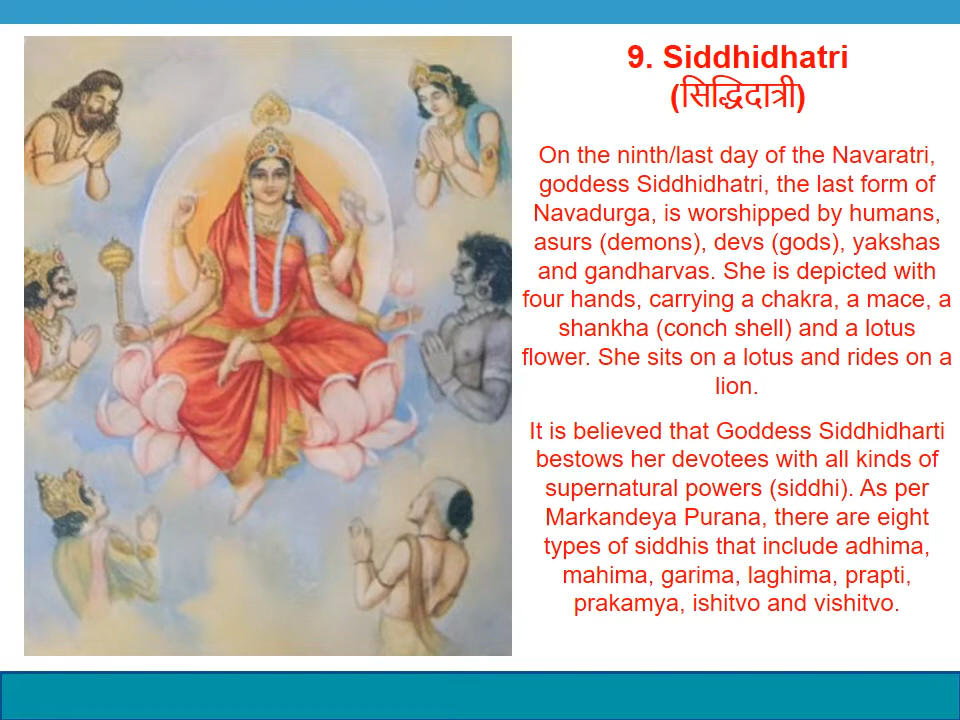 9. Siddhidhatri
(सिद्धिदात्री)
On the ninth/last day of the Navaratri,
goddess Siddhidhatri, the last form of
Navadurga, is worshipped by humans,
asurs (demons), devs (gods), yakshas
and gandharvas. She is depicted with
four hands, carrying a chakra, a mace, a
shankha (conch shell) and a lotus
flower. She sits on a lotus and rides on a
lion.
It is believed that Goddess Siddhidharti
bestows her devotees with all kinds of
supernatural powers (siddhi). As per
Markandeya Purana, there are eight
types of siddhis that include adhima,
mahima, garima, laghima, prapti,
prakamya, ishitvo and vishitvo.